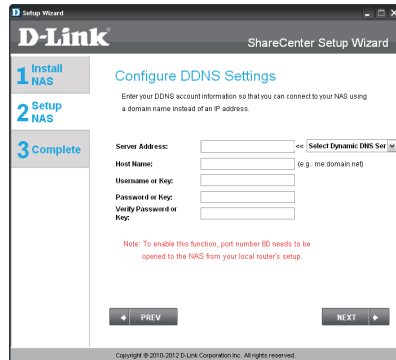 Setup Wizard
D-Link
ShareCenter Setup Wizard
1 Install
NAS
2 Setup
NAS
3 Complete
Configure DDNS Settings
Enter your DDNS account information so that you can connect to your NAS using
a domain name instead of an IP address.
Server Address: << Select Dynamic DNS Ser
Host Name: (e.g.: me.domain.net)
Username or Key:
Password or Key:
Verify Password or
Key:
Note: To enable this function, port number 80 needs to be
opened to the NAS from your local router's setup.
PREV NEXT
Copyright © 2010-2012 D-Link Corporation Inc. All rights reserved.